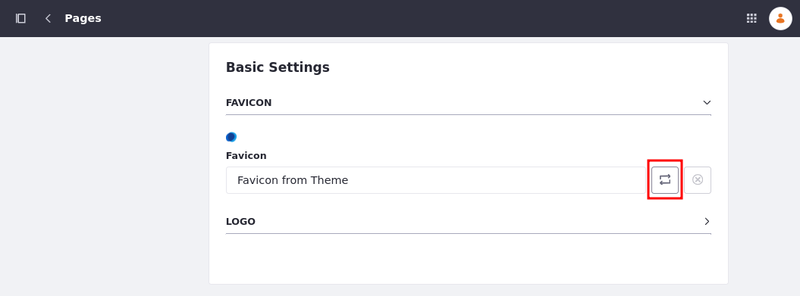 Pages
Basic Settings
FAVICON
Favicon
Favicon from Theme
LOGO